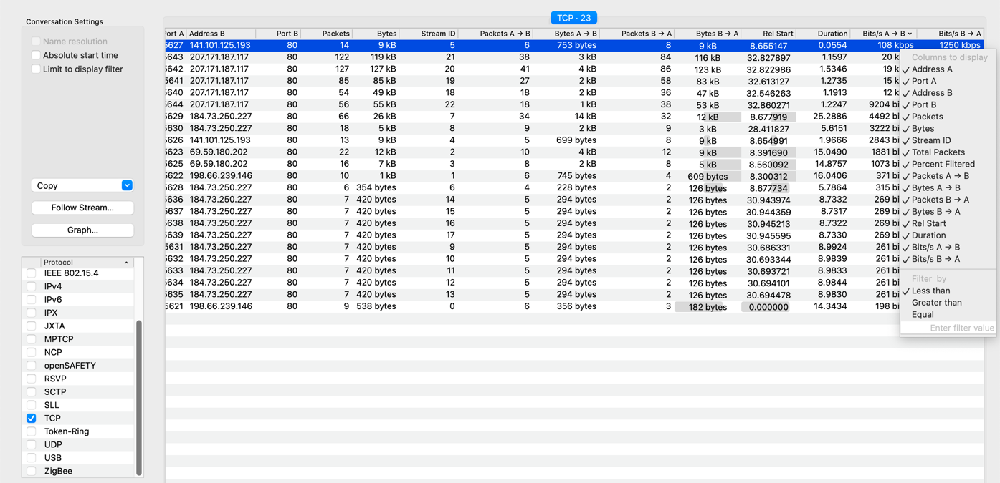 Conversation Settings
Name resolution
Absolute start time
Limit to display filter
Copy
Follow Stream...
Graph...
Protocol
IEEE 802.15.4
IPv4
IPv6
IPX
JXTA
MPTCP
NCP
openSAFETY
RSVP
SCTP
SLL
TCP
Token-Ring
UDP
USB
ZigBee
TCP · 23
Port A Address B Port B Packets Bytes Stream ID Packets A → B Bytes A → B Packets B → A Bytes B → A Rel Start Duration Bits/s A → B Bits/s B → A
5627 141.101.125.193 80 14 9 kB 5 6 753 bytes 8 9 kB 8.655147 0.0554 108 kbps 1250 kbps
5643 207.171.187.117 80 122 119 kB 21 38 3 kB 84 116 kB 32.827897 1.1597 20 k
5642 207.171.187.117 80 127 127 kB 20 41 4 kB 86 123 kB 32.822986 1.5346 19 k
5641 207.171.187.117 80 85 85 kB 19 27 2 kB 58 83 kB 32.613127 1.2735 15 k
5640 207.171.187.117 80 54 49 kB 18 18 2 kB 36 47 kB 32.546263 1.1913 12 k
5644 207.171.187.117 80 56 55 kB 22 18 1 kB 38 53 kB 32.860271 1.2247 9204 bi
5629 184.73.250.227 80 66 26 kB 7 34 14 kB 32 12 kB 8.677919 25.2886 4492 bi
5630 184.73.250.227 80 18 5 kB 8 9 2 kB 9 3 kB 28.411827 5.6151 3222 bi
5626 141.101.125.193 80 13 9 kB 4 5 699 bytes 8 9 kB 8.654991 1.9666 2843 bi
5623 69.59.180.202 80 22 12 kB 2 10 4 kB 12 9 kB 8.391690 15.0490 1881 bi
5625 69.59.180.202 80 16 7 kB 3 8 2 kB 8 5 kB 8.560092 14.8757 1073 bi
5622 198.66.239.146 80 10 1 kB 1 6 745 bytes 4 609 bytes 8.300312 16.0406 371 bi
5628 184.73.250.227 80 6 354 bytes 6 4 228 bytes 2 126 bytes 8.677734 5.7864 315 bi
5636 184.73.250.227 80 7 420 bytes 14 5 294 bytes 2 126 bytes 30.943974 8.7332 269 bi
5637 184.73.250.227 80 7 420 bytes 15 5 294 bytes 2 126 bytes 30.944359 8.7317 269 bi
5638 184.73.250.227 80 7 420 bytes 16 5 294 bytes 2 126 bytes 30.945213 8.7322 269 bi
5639 184.73.250.227 80 7 420 bytes 17 5 294 bytes 2 126 bytes 30.945595 8.7330 269 bi
5631 184.73.250.227 80 7 420 bytes 9 5 294 bytes 2 126 bytes 30.686331 8.9924 261 bi
5632 184.73.250.227 80 7 420 bytes 10 5 294 bytes 2 126 bytes 30.693344 8.9839 261 bi
5633 184.73.250.227 80 7 420 bytes 11 5 294 bytes 2 126 bytes 30.693721 8.9833 261 bi
5634 184.73.250.227 80 7 420 bytes 12 5 294 bytes 2 126 bytes 30.694101 8.9844 261 bi
5635 184.73.250.227 80 7 420 bytes 13 5 294 bytes 2 126 bytes 30.694478 8.9830 261 bi
5621 198.66.239.146 80 9 538 bytes 0 6 356 bytes 3 182 bytes 0.000000 14.3434 198 bi
Columns to display
Address A
Port A
Address B
Port B
Packets
Bytes
Stream ID
Total Packets
Percent Filtered
Packets A → B
Bytes A → B
Packets B → A
Bytes B → A
Rel Start
Duration
Bits/s A → B
Bits/s B → A
Filter by
Less than
Greater than
Equal
Enter filter value